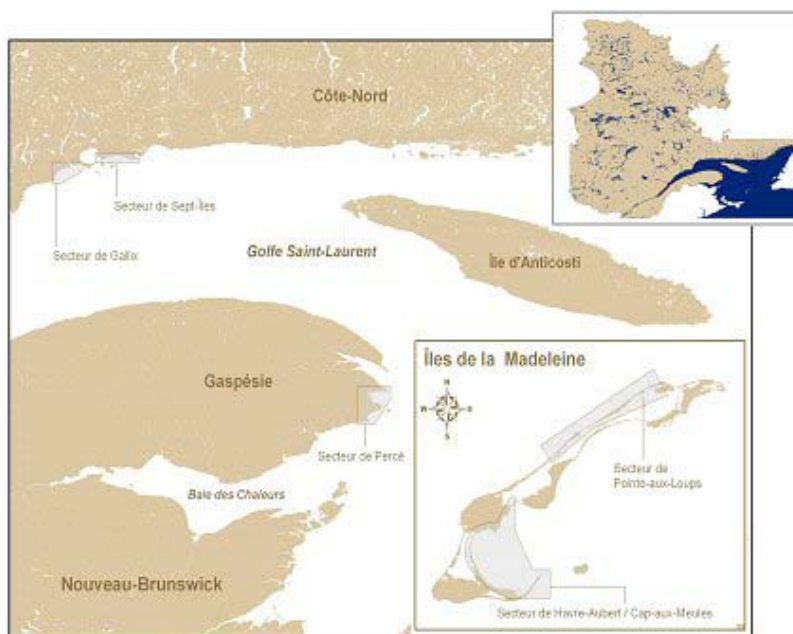 Côte-Nord
Secteur de Sept-Îles
Secteur de Gallix
Golfe Saint-Laurent
Île d'Anticosti
Gaspésie
Secteur de Percé
Baie des Chaleurs
Nouveau-Brunswick
Îles de la Madeleine
N
W
E
S
Secteur de
Pointe-aux-Loups
Secteur de Havre-Aubert / Cap-aux-Meules